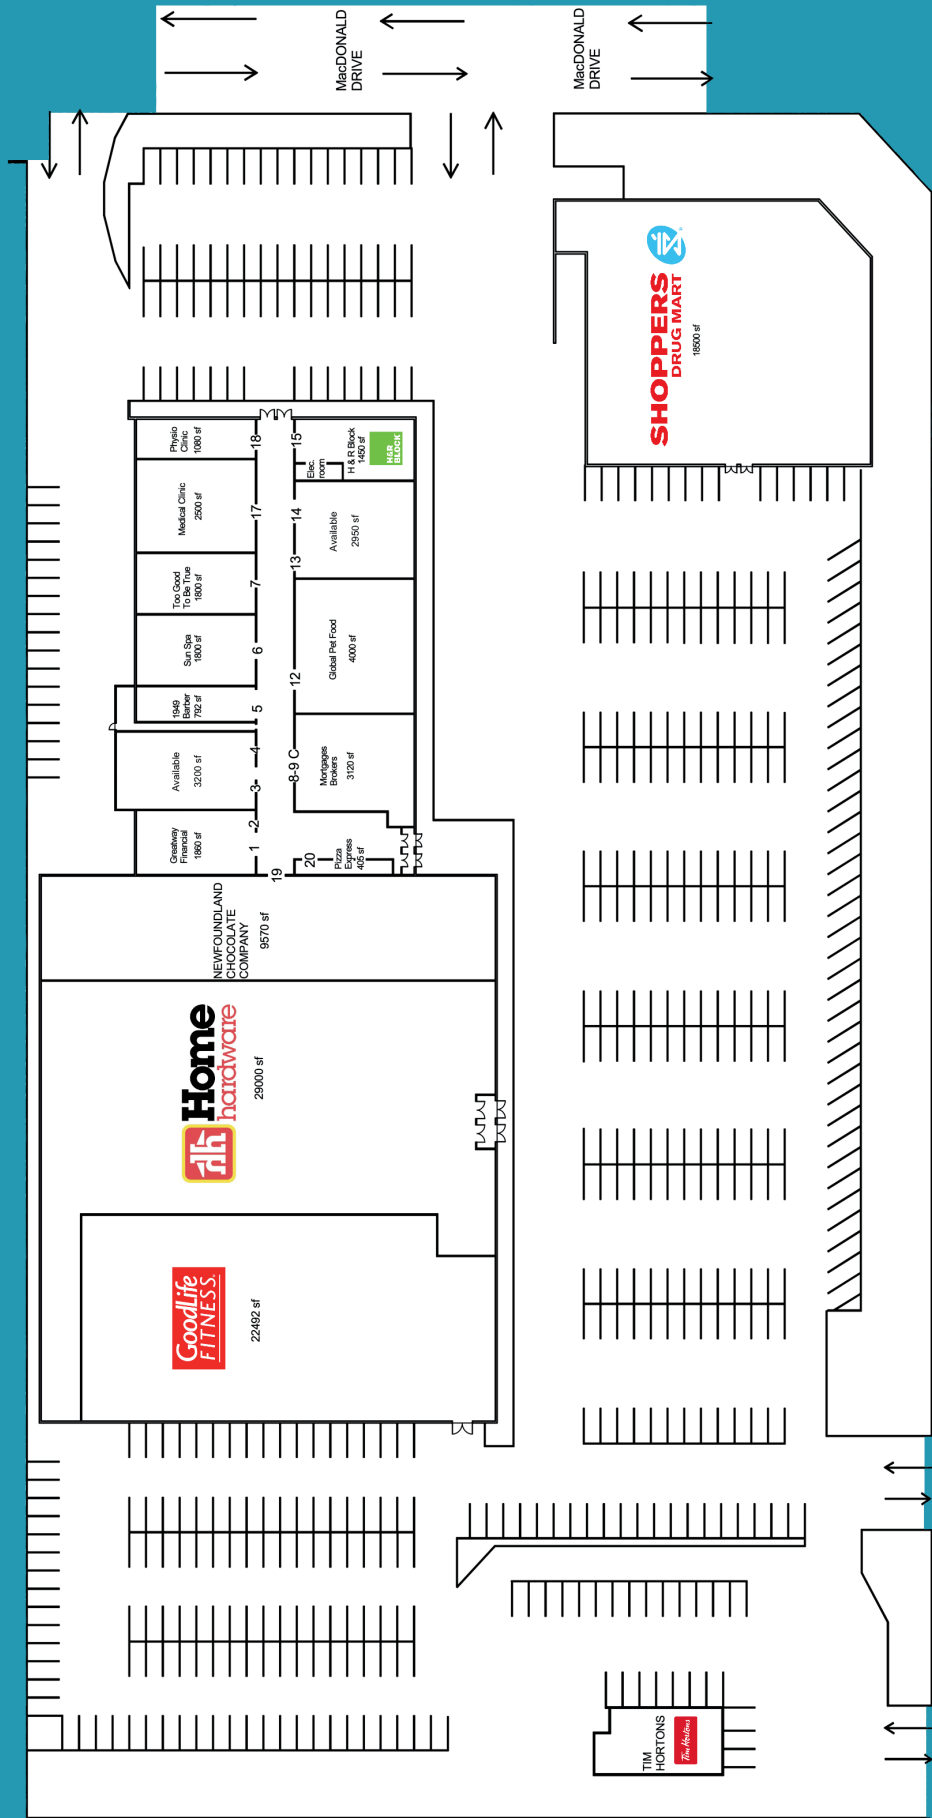 MacDONALD
DRIVE
MacDONALD
DRIVE
SHOPPERS
DRUG MART
18500 sf
Physio
Clinic
1080 sf
18
15
H & R Block
1450 sf
H&R
BLOCK
Elec.
room
Medical Clinic
2500 sf
17
14
Available
2950 sf
13
Too Good
To Be True
1800 sf
7
Sun Spa
1800 sf
6
12
Global Pet Food
4000 sf
1949
Barber
792 sf
5
4
Available
3200 sf
3
8-9 C
Mortgages
Brokers
3120 sf
2
Greatway
Financial
1860 sf
1
20
Pizza
Express
405 sf
19
NEWFOUNDLAND
CHOCOLATE
COMPANY
9570 sf
Home
hardware
29000 sf
GoodLife
FITNESS
22492 sf
TIM
HORTONS
Tim Hortons